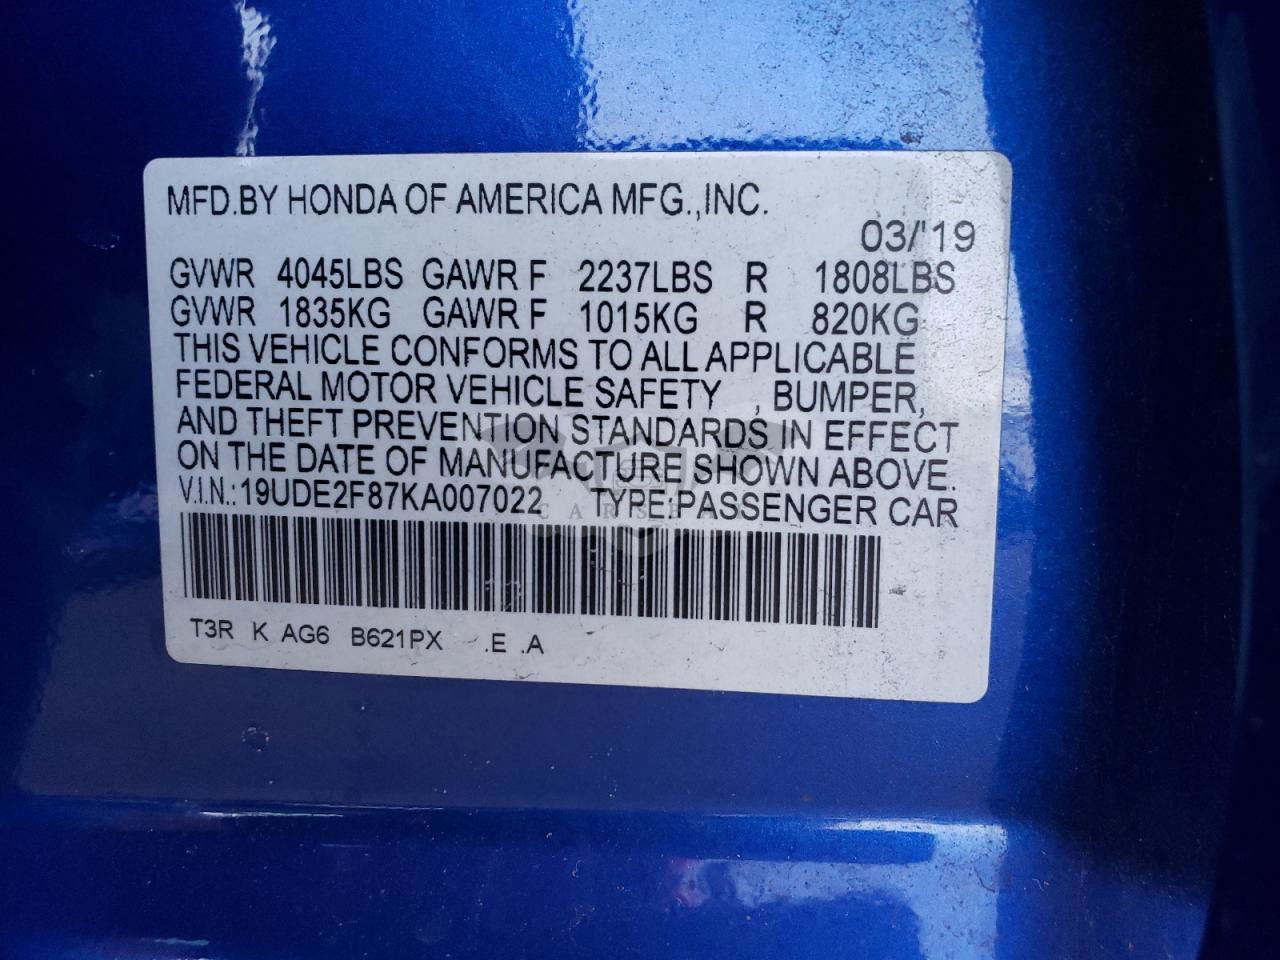 MFD.BY HONDA OF AMERICA MFG.,INC.
03/'19
GVWR 4045LBS GAWR F 2237LBS R 1808LBS
GVWR 1835KG GAWR F 1015KG R 820KG
THIS VEHICLE CONFORMS TO ALL APPLICABLE
FEDERAL MOTOR VEHICLE SAFETY , BUMPER,
AND THEFT PREVENTION STANDARDS IN EFFECT
ON THE DATE OF MANUFACTURE SHOWN ABOVE.
V.I.N.:19UDE2F87KA007022 TYPE:PASSENGER CAR
T3R K AG6 B621PX .E .A